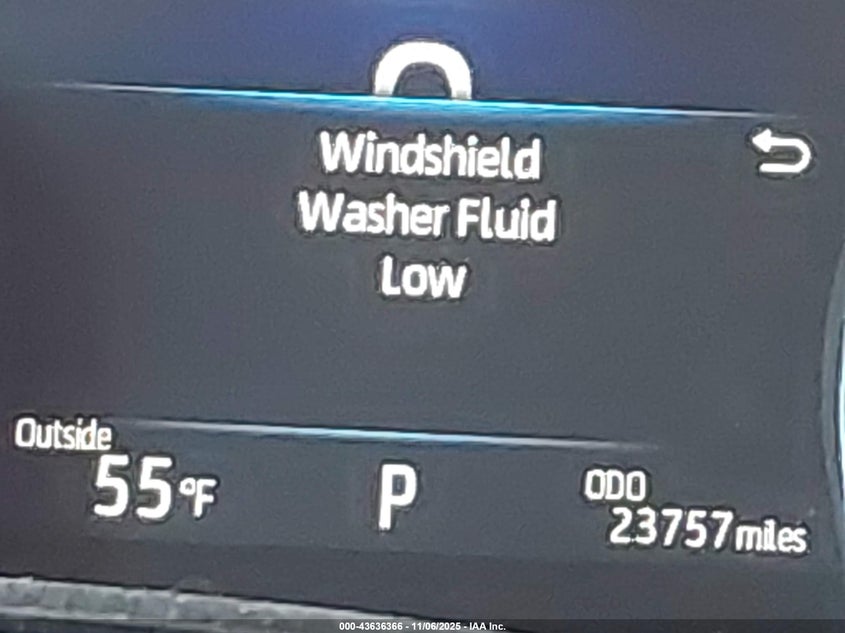 Windshield
Washer Fluid
Low
Outside
55°F
P
ODO
23757 miles
000-43636366 - 11/06/2025 - IAA Inc.